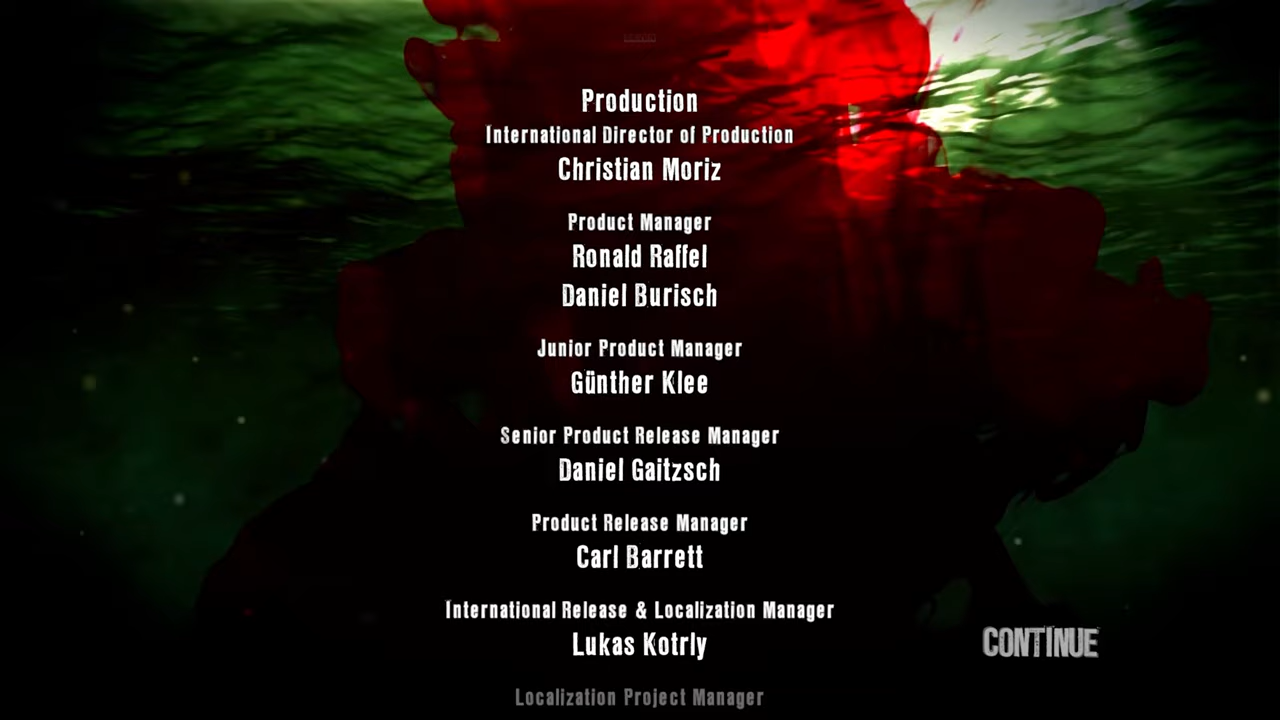 Production
International Director of Production
Christian Moriz
Product Manager
Ronald Raffel
Daniel Burisch
Junior Product Manager
Günther Klee
Senior Product Release Manager
Daniel Gaitzsch
Product Release Manager
Carl Barrett
International Release & Localization Manager
Lukas Kotrly
CONTINUE
Localization Project Manager